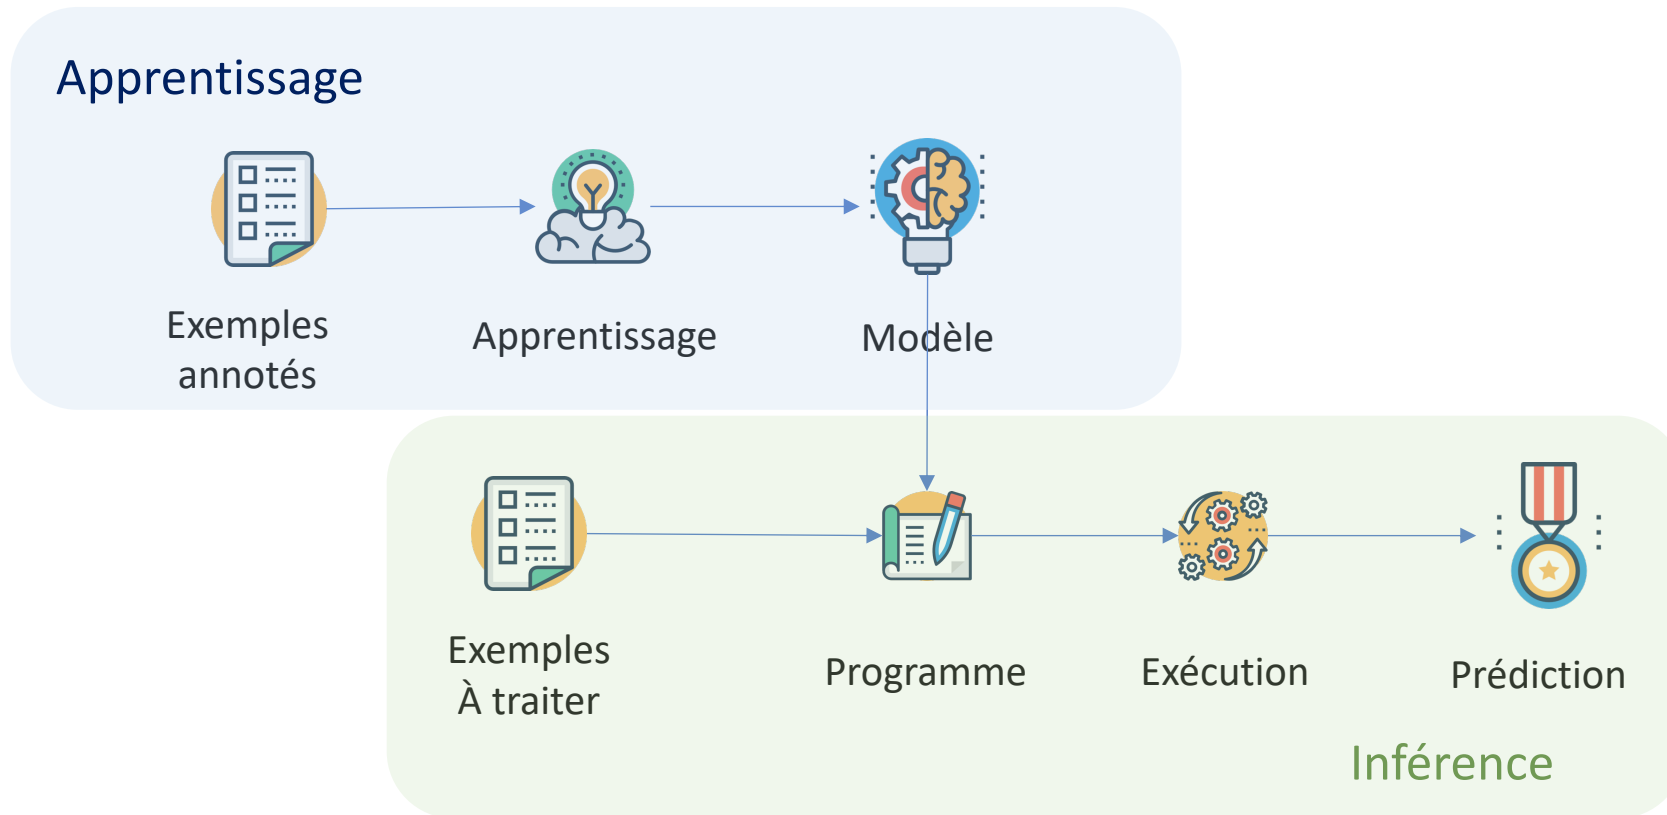 Apprentissage
Exemples
annotés
Apprentissage
Modèle
Exemples
À traiter
Programme
Exécution
Prédiction
Inférence